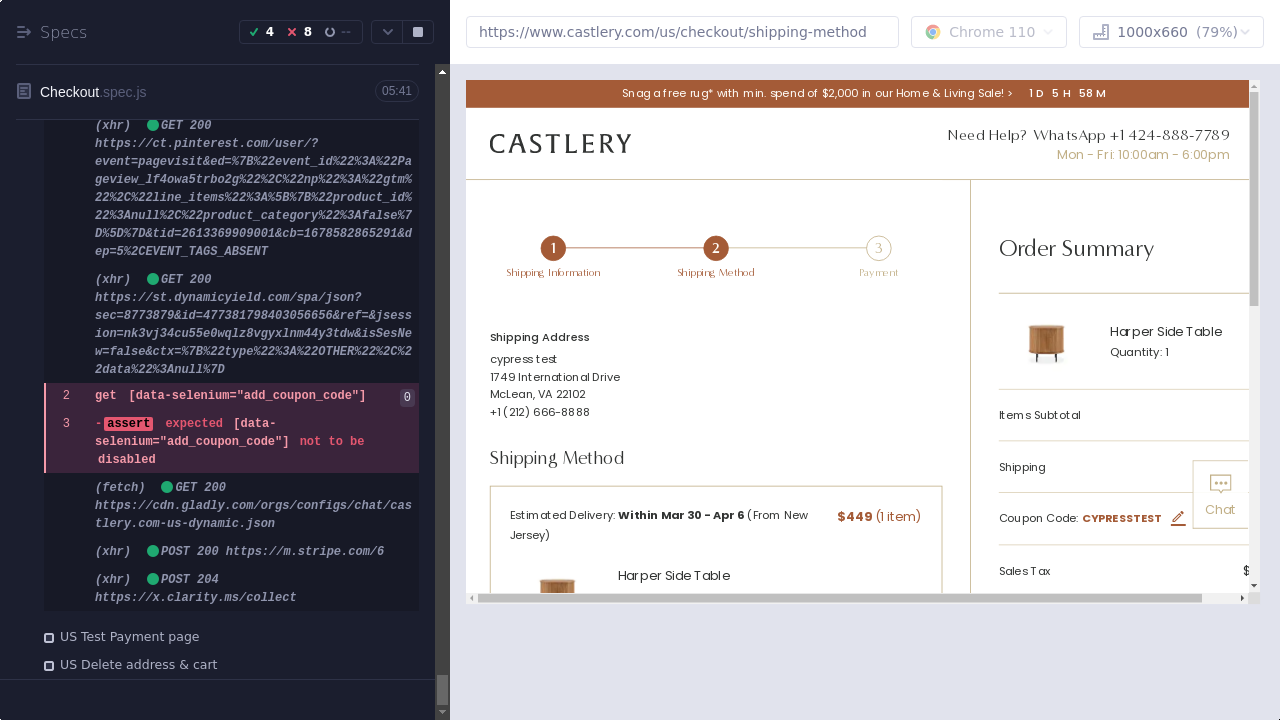 Specs
4
8
--
Checkout.spec.js
05:41
(xhr) GET 200
https://ct.pinterest.com/user/?
event=pagevisit&ed=%7B%22event_id%22%3A%22Pa
geview_lf4owa5trbo2g%22%2C%22np%22%3A%22gtm%
22%2C%22line_items%22%3A%5B%7B%22product_id%
22%3Anull%2C%22product_category%22%3Afalse%7
D%5D%7D&tid=2613369909001&cb=1678582865291&d
ep=5%2CEVENT_TAGS_ABSENT
(xhr) GET 200
https://st.dynamicyield.com/spa/json?
sec=8773879&id=477381798403056656&ref=&jsess
ion=nk3vj34cu55e0wqlz8vgyxlnm44y3tdw&isSesNe
w=false&ctx=%7B%22type%22%3A%22OTHER%22%2C%2
2data%22%3Anull%7D
2 get [data-selenium="add_coupon_code"] 0
3 -assert expected [data-
selenium="add_coupon_code"] not to be
disabled
(fetch) GET 200
https://cdn.gladly.com/orgs/configs/chat/cas
tlery.com-us-dynamic.json
(xhr) POST 200 https://m.stripe.com/6
(xhr) POST 204
https://x.clarity.ms/collect
US Test Payment page
US Delete address & cart
https://www.castlery.com/us/checkout/shipping-method
Chrome 110
1000x660 (79%)
Snag a free rug* with min. spend of $2,000 in our Home & Living Sale! > 1 D 5 H 58 M
CASTLERY
Need Help? WhatsApp +1 424-888-7789
Mon - Fri: 10:00am - 6:00pm
1
2
3
Shipping Information
Shipping Method
Payment
Shipping Address
cypress test
1749 International Drive
McLean, VA 22102
+1 (212) 666-8888
Shipping Method
Estimated Delivery: Within Mar 30 - Apr 6 (From New
Jersey)
$449 (1 item)
Harper Side Table
Order Summary
Harper Side Table
Quantity: 1
Items Subtotal
Shipping
Coupon Code: CYPRESSTEST
Sales Tax
$
Chat